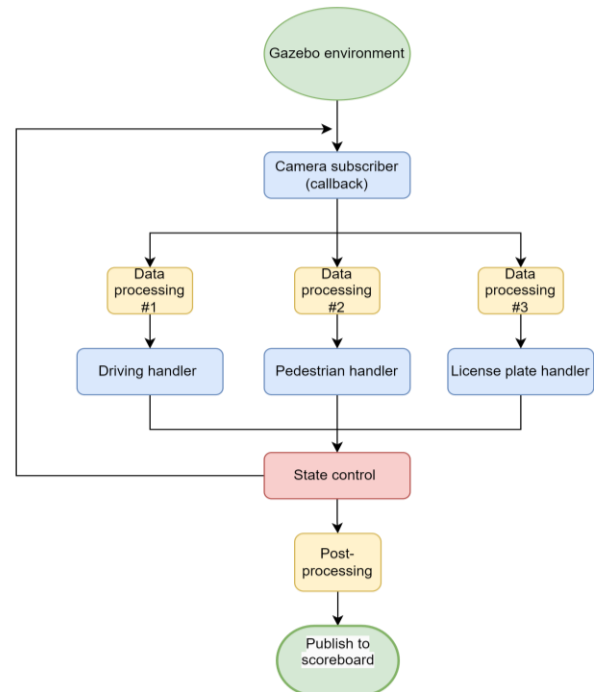 Gazebo environment
Camera subscriber
(callback)
Data
processing
#1
Data
processing
#2
Data
processing
#3
Driving handler
Pedestrian handler
License plate handler
State control
Post-
processing
Publish to
scoreboard